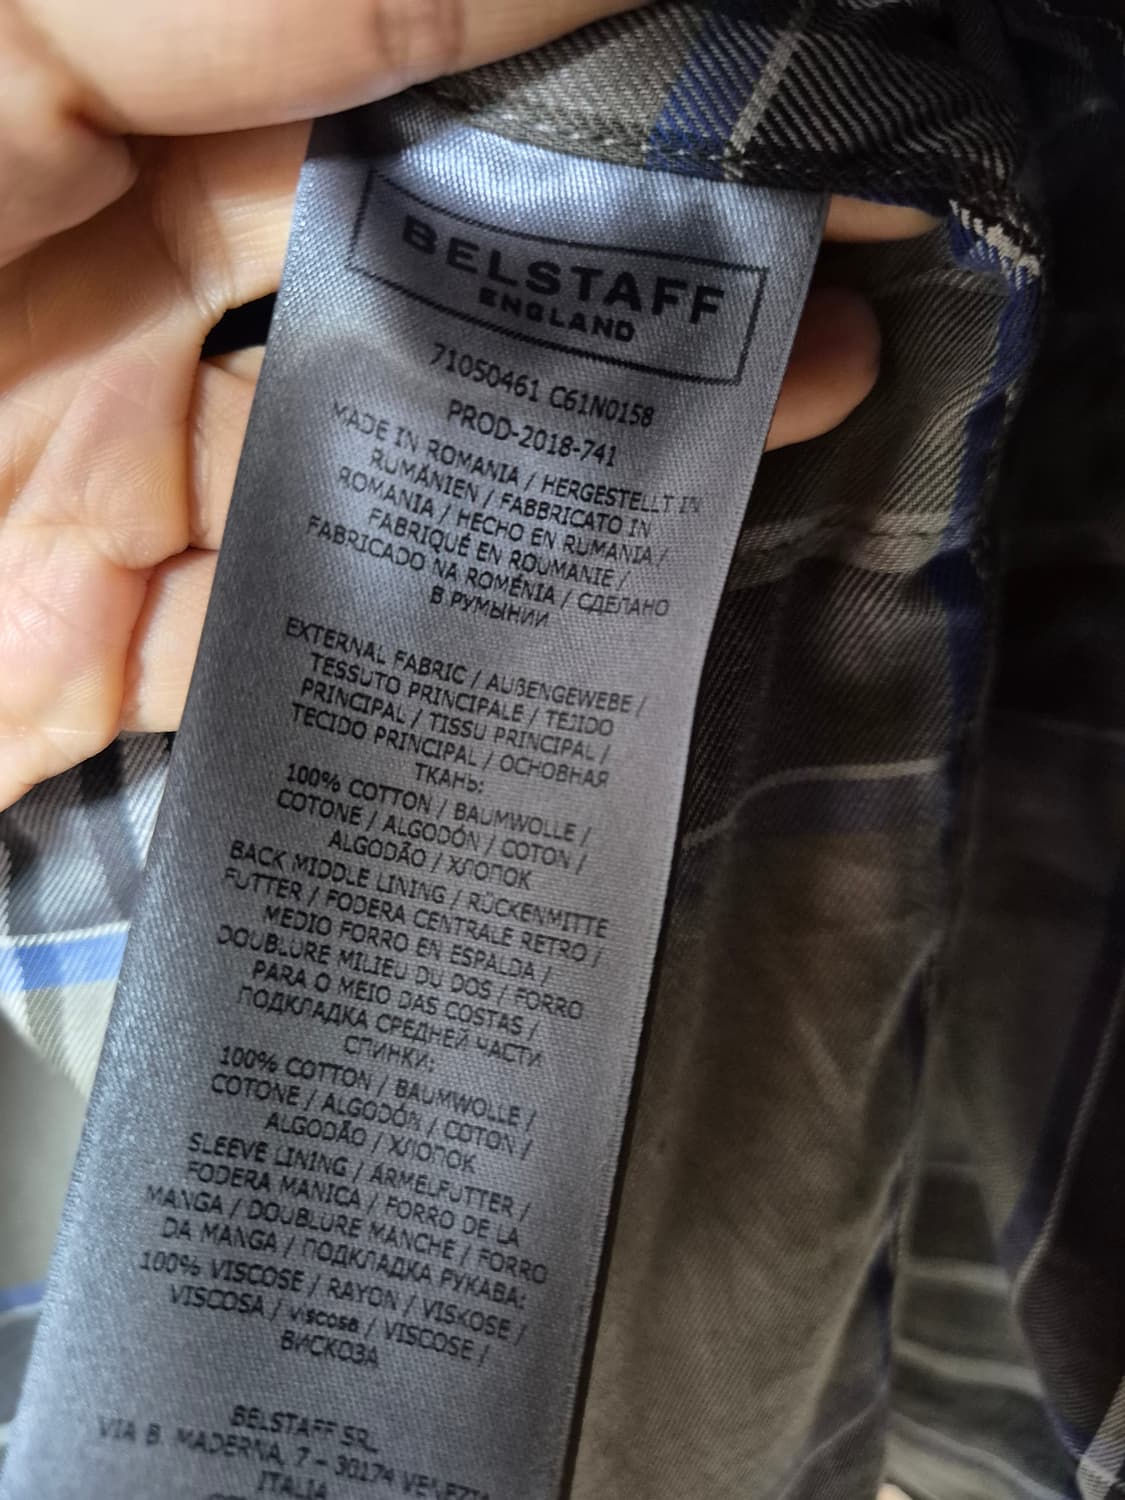 BELSTAFF
ENGLAND
71050461 C61N0158
PROD-2018-741
MADE IN ROMANIA / HERGESTELLT IN
RUMÄNIEN / FABBRICATO IN
ROMANIA / HECHO EN RUMANIA /
FABRIQUÉ EN ROUMANIE /
FABRICADO NA ROMÉNIA / СДЕЛАНО
В РУМЫНИИ
EXTERNAL FABRIC / AUßENGEWEBE /
TESSUTO PRINCIPALE / TEJIDO
PRINCIPAL / TISSU PRINCIPAL /
TECIDO PRINCIPAL / ОСНОВНАЯ
ТКАНЬ:
100% COTTON / BAUMWOLLE /
COTONE / ALGODÓN / COTON /
ALGODÃO / ХЛОПОК
BACK MIDDLE LINING / RÜCKENMITTE
FUTTER / FODERA CENTRALE RETRO /
MEDIO FORRO EN ESPALDA /
DOUBLURE MILIEU DU DOS / FORRO
PARA O MEIO DAS COSTAS /
ПОДКЛАДКА СРЕДНЕЙ ЧАСТИ
СПИНКИ:
100% COTTON / BAUMWOLLE /
COTONE / ALGODÓN / COTON /
ALGODÃO / ХЛОПОК
SLEEVE LINING / ÄRMELFUTTER /
FODERA MANICA / FORRO DE LA
MANGA / DOUBLURE MANCHE / FORRO
DA MANGA / ПОДКЛАДКА РУКАВА:
100% VISCOSE / RAYON / VISKOSE /
VISCOSA / viscosa / VISCOSE /
ВИСКОЗА
BELSTAFF SRL
VIA B. MADERNA, 7 – 30174 VENEZIA
ITALIA